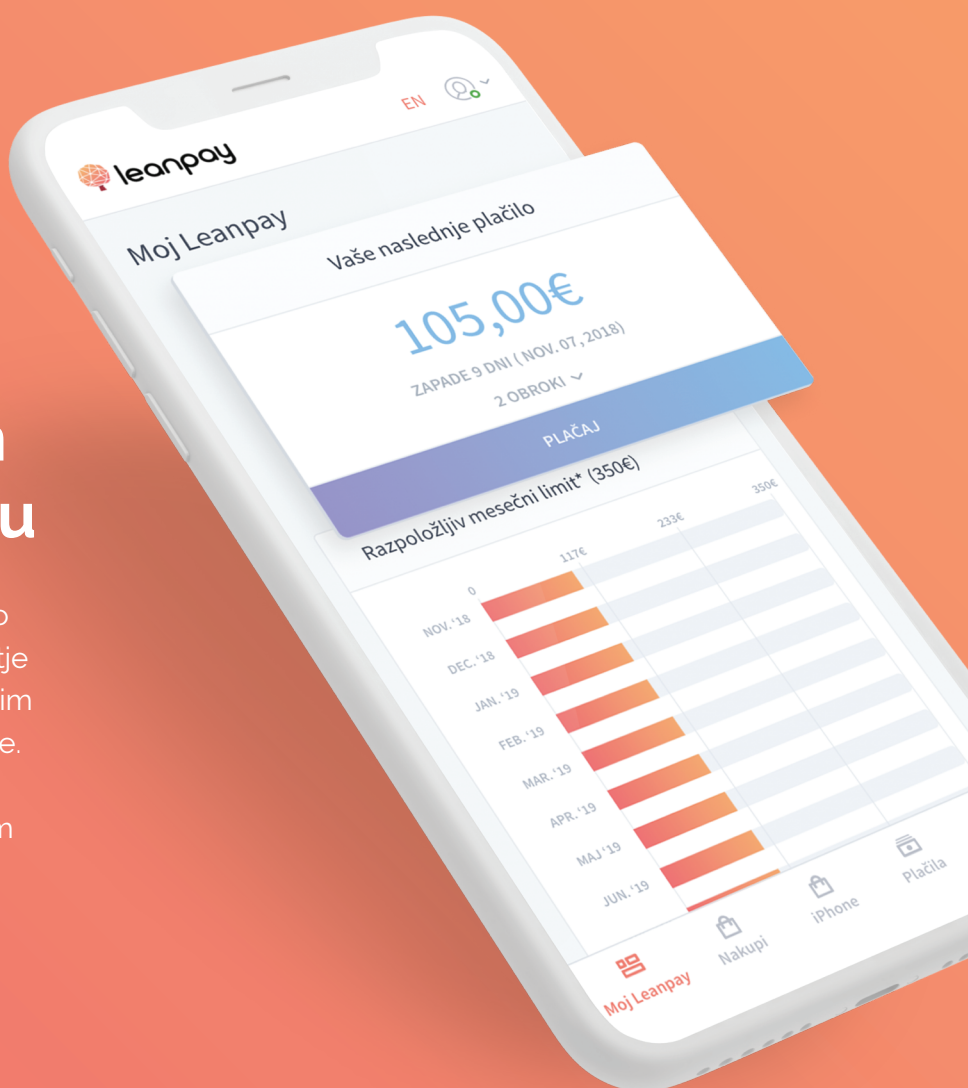 leanpay
EN
Moj Leanpay
Vaše naslednje plačilo
105,00€
ZAPADE 9 DNI ( NOV. 07, 2018)
2 OBROKI
PLAČAJ
Razpoložljiv mesečni limit* (350€)
0 117€ 233€ 350€
NOV. ‘18
DEC. ‘18
JAN. ‘19
FEB. ‘19
MAR. ‘19
APR. ‘19
MAJ ‘19
JUN. ‘19
Moj Leanpay
Nakupi
iPhone
Plačila